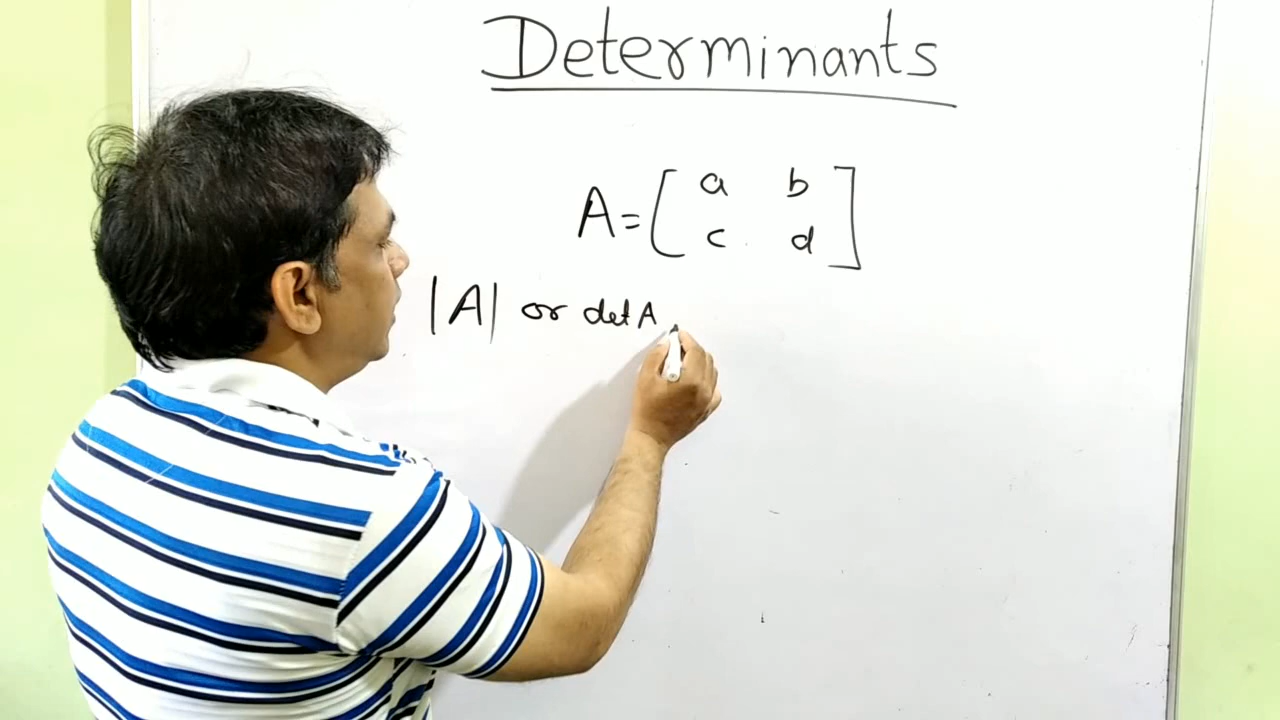 Determinants
A = [ a b
c d ]
|A| or det A